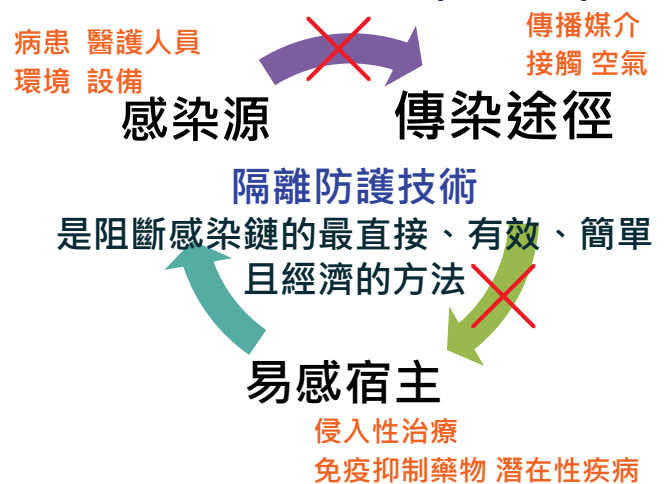 病患 醫護人員
環境 設備
傳播媒介
接觸 空氣
感染源
傳染途徑
隔離防護技術
是阻斷感染鏈的最直接、有效、簡單
且經濟的方法
易感宿主
侵入性治療
免疫抑制藥物 潛在性疾病